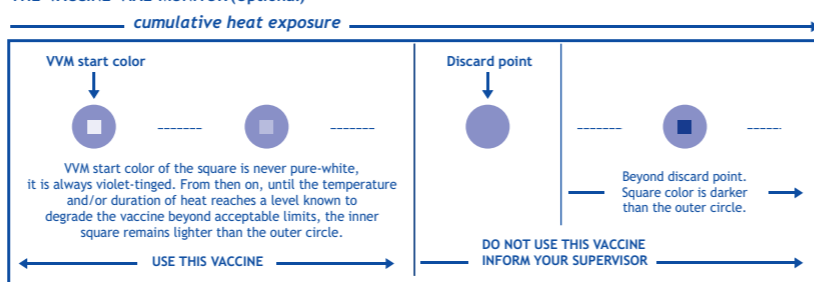 cumulative heat exposure
VVM start color
Discard point
VVM start color of the square is never pure-white,
it is always violet-tinged. From then on, until the temperature
and/or duration of heat reaches a level known to
degrade the vaccine beyond acceptable limits, the inner
square remains lighter than the outer circle.
Beyond discard point.
Square color is darker
than the outer circle.
USE THIS VACCINE
DO NOT USE THIS VACCINE
INFORM YOUR SUPERVISOR